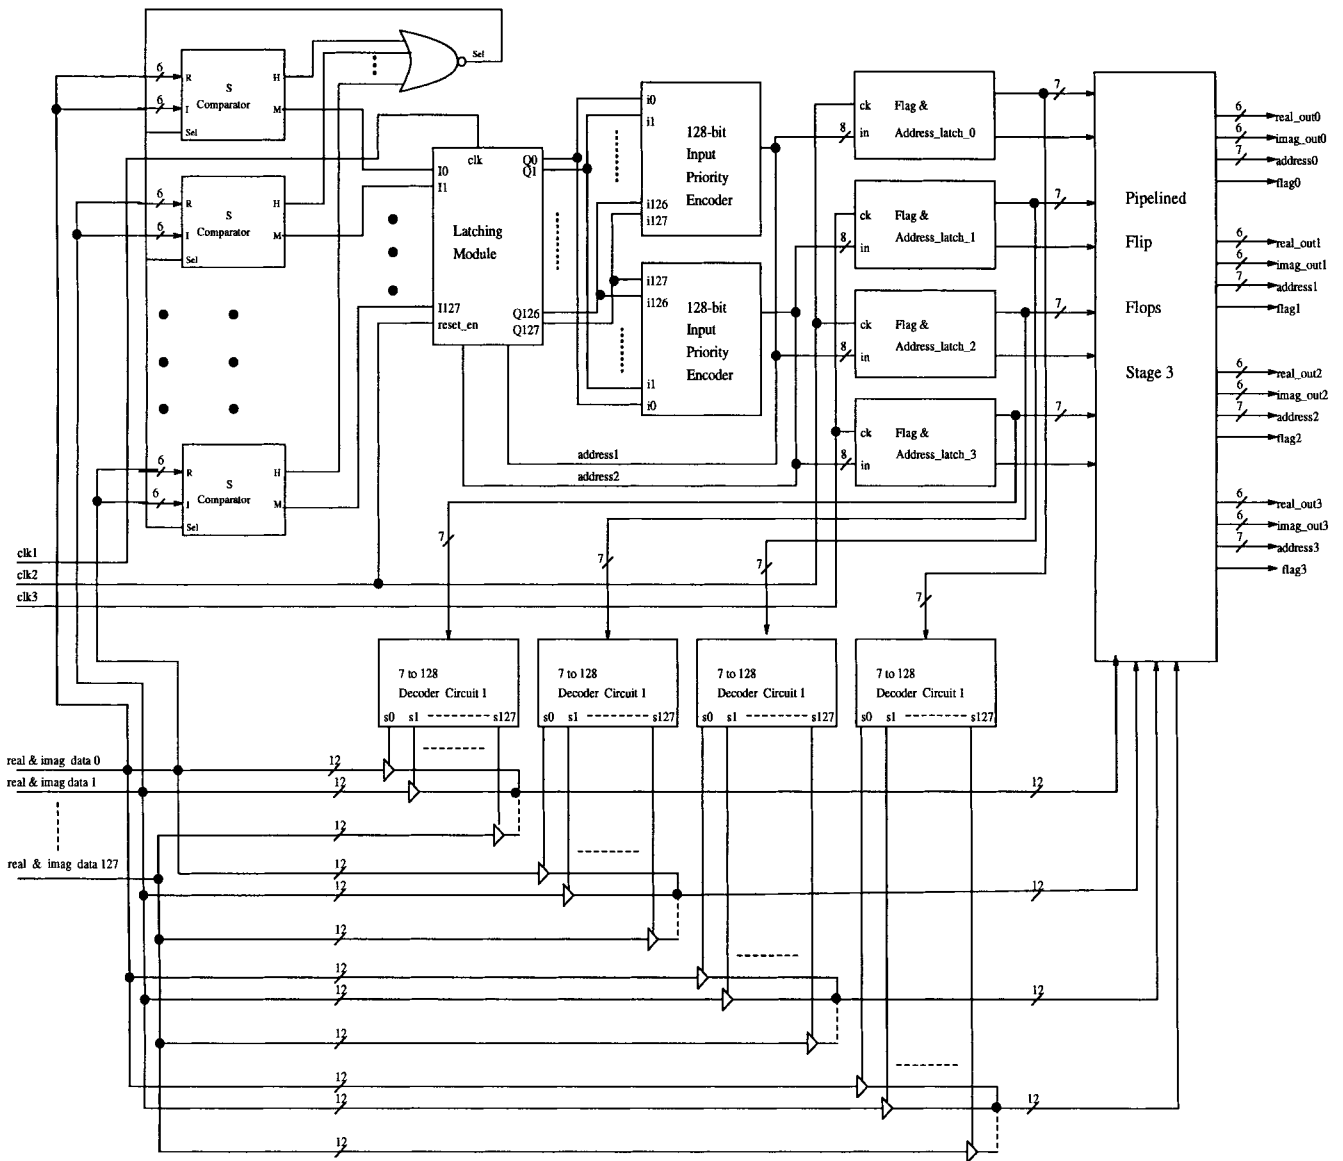 Sel
6
R
S
H
6
I
Comparator
M
Sel
6
R
S
H
6
I
Comparator
M
Sel
6
R
S
H
6
I
Comparator
M
Sel
clk
I0
I1
Latching
Module
I127
reset_en
Q0
Q1
Q126
Q127
i0
i1
128-bit
Input
Priority
Encoder
i126
i127
i127
i126
128-bit
Input
Priority
Encoder
i1
i0
address1
address2
ck
Flag &
8
in
Address_latch_0
7
ck
Flag &
8
in
Address_latch_1
7
ck
Flag &
8
in
Address_latch_2
7
ck
Flag &
8
in
Address_latch_3
7
Pipelined
Flip
Flops
Stage 3
6
real_out0
6
imag_out0
7
address0
flag0
6
real_out1
6
imag_out1
7
address1
flag1
6
real_out2
6
imag_out2
7
address2
flag2
6
real_out3
6
imag_out3
7
address3
flag3
clk1
clk2
clk3
7
7
7
7
7 to 128
Decoder Circuit 1
s0 s1 s127
7 to 128
Decoder Circuit 1
s0 s1 s127
7 to 128
Decoder Circuit 1
s0 s1 s127
7 to 128
Decoder Circuit 1
s0 s1 s127
real & imag data 0
12
real & imag data 1
12
12
12
real & imag data 127
12
12
12
12
12
12
12
12
12
12
12
12